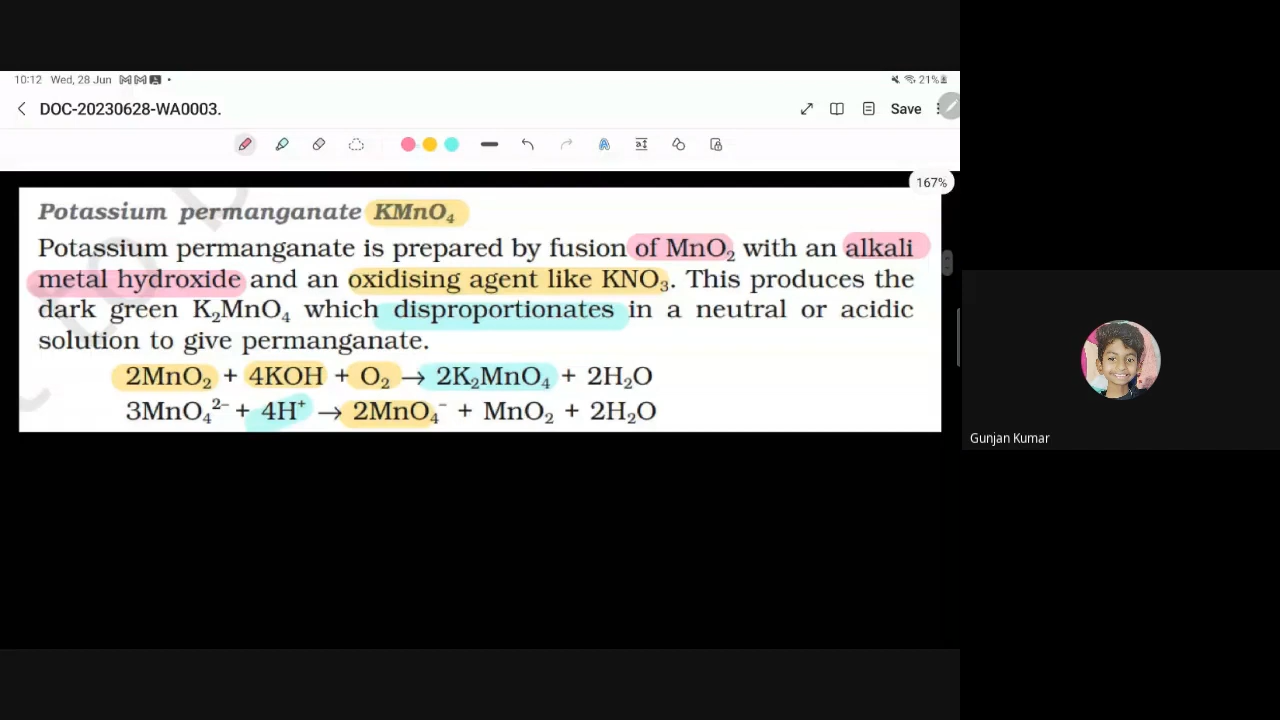 10:12 Wed, 28 Jun
21%
DOC-20230628-WA0003.
Save
167%
Potassium permanganate KMnO₄
Potassium permanganate is prepared by fusion of MnO₂ with an alkali
metal hydroxide and an oxidising agent like KNO₃. This produces the
dark green K₂MnO₄ which disproportionates in a neutral or acidic
solution to give permanganate.
2MnO₂ + 4KOH + O₂ → 2K₂MnO₄ + 2H₂O
3MnO₄²⁻ + 4H⁺ → 2MnO₄⁻ + MnO₂ + 2H₂O
Gunjan Kumar